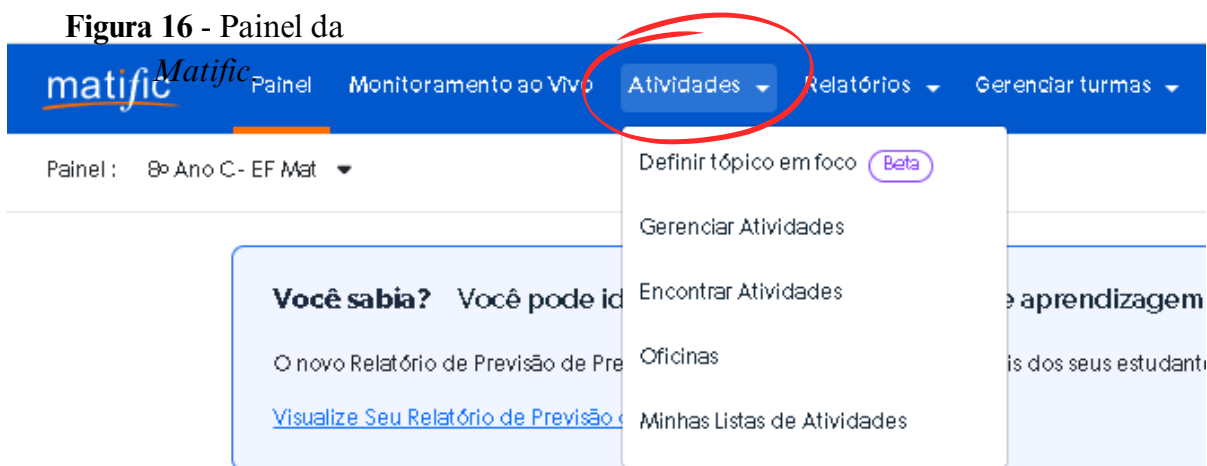 Figura 16 - Painel da
Matific.
matific Painel Monitoramento ao Vivo Atividades Relatórios Gerenciar turmas
Painel : 8º Ano C - EF Mat
Definir tópico em foco Beta
Gerenciar Atividades
Encontrar Atividades
Oficinas
Minhas Listas de Atividades
Você sabia? Você pode id e aprendizagem
O novo Relatório de Previsão de Pre is dos seus estudant
Visualize Seu Relatório de Previsão